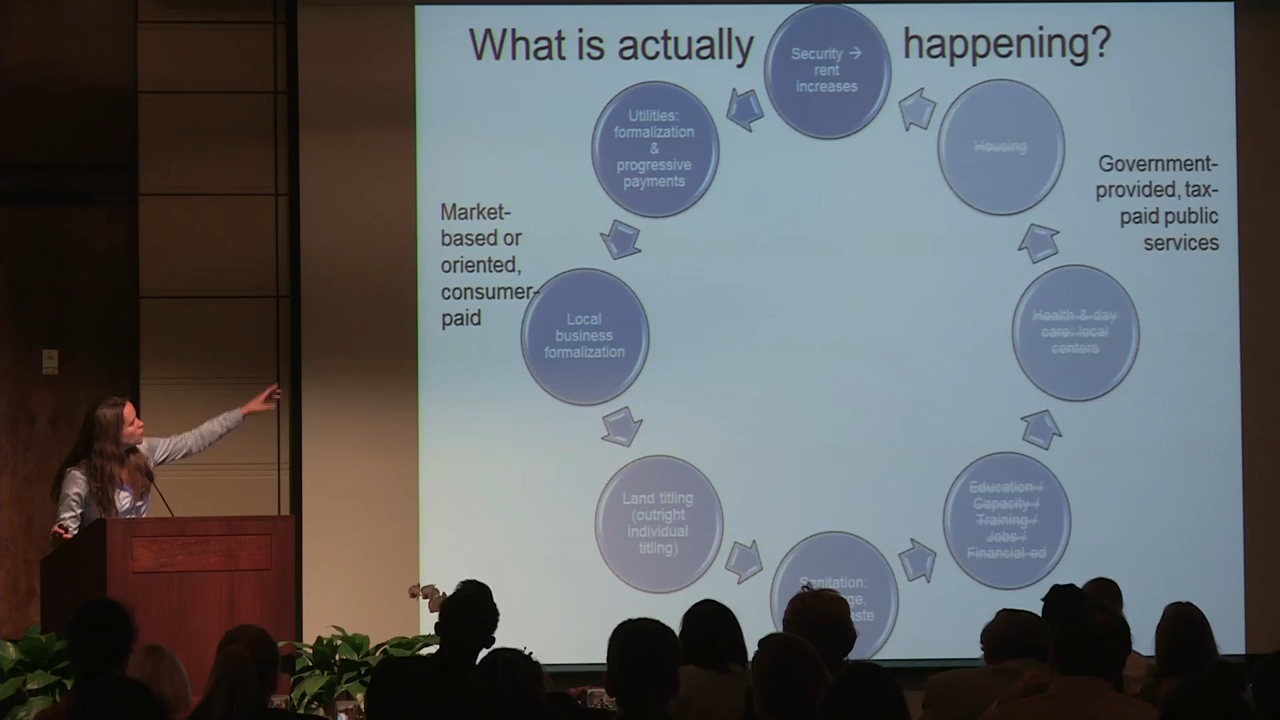 What is actually happening?
Security →
rent
increases
Utilities:
formalization
&
progressive
payments
Market-
based or
oriented,
consumer-
paid
Local
business
formalization
Land titling
(outright
individual
titling)
Sanitation:
Education /
Capacity /
Training /
Jobs /
Financial ed
Health & day
care: local
centers
Housing
Government-
provided, tax-
paid public
services